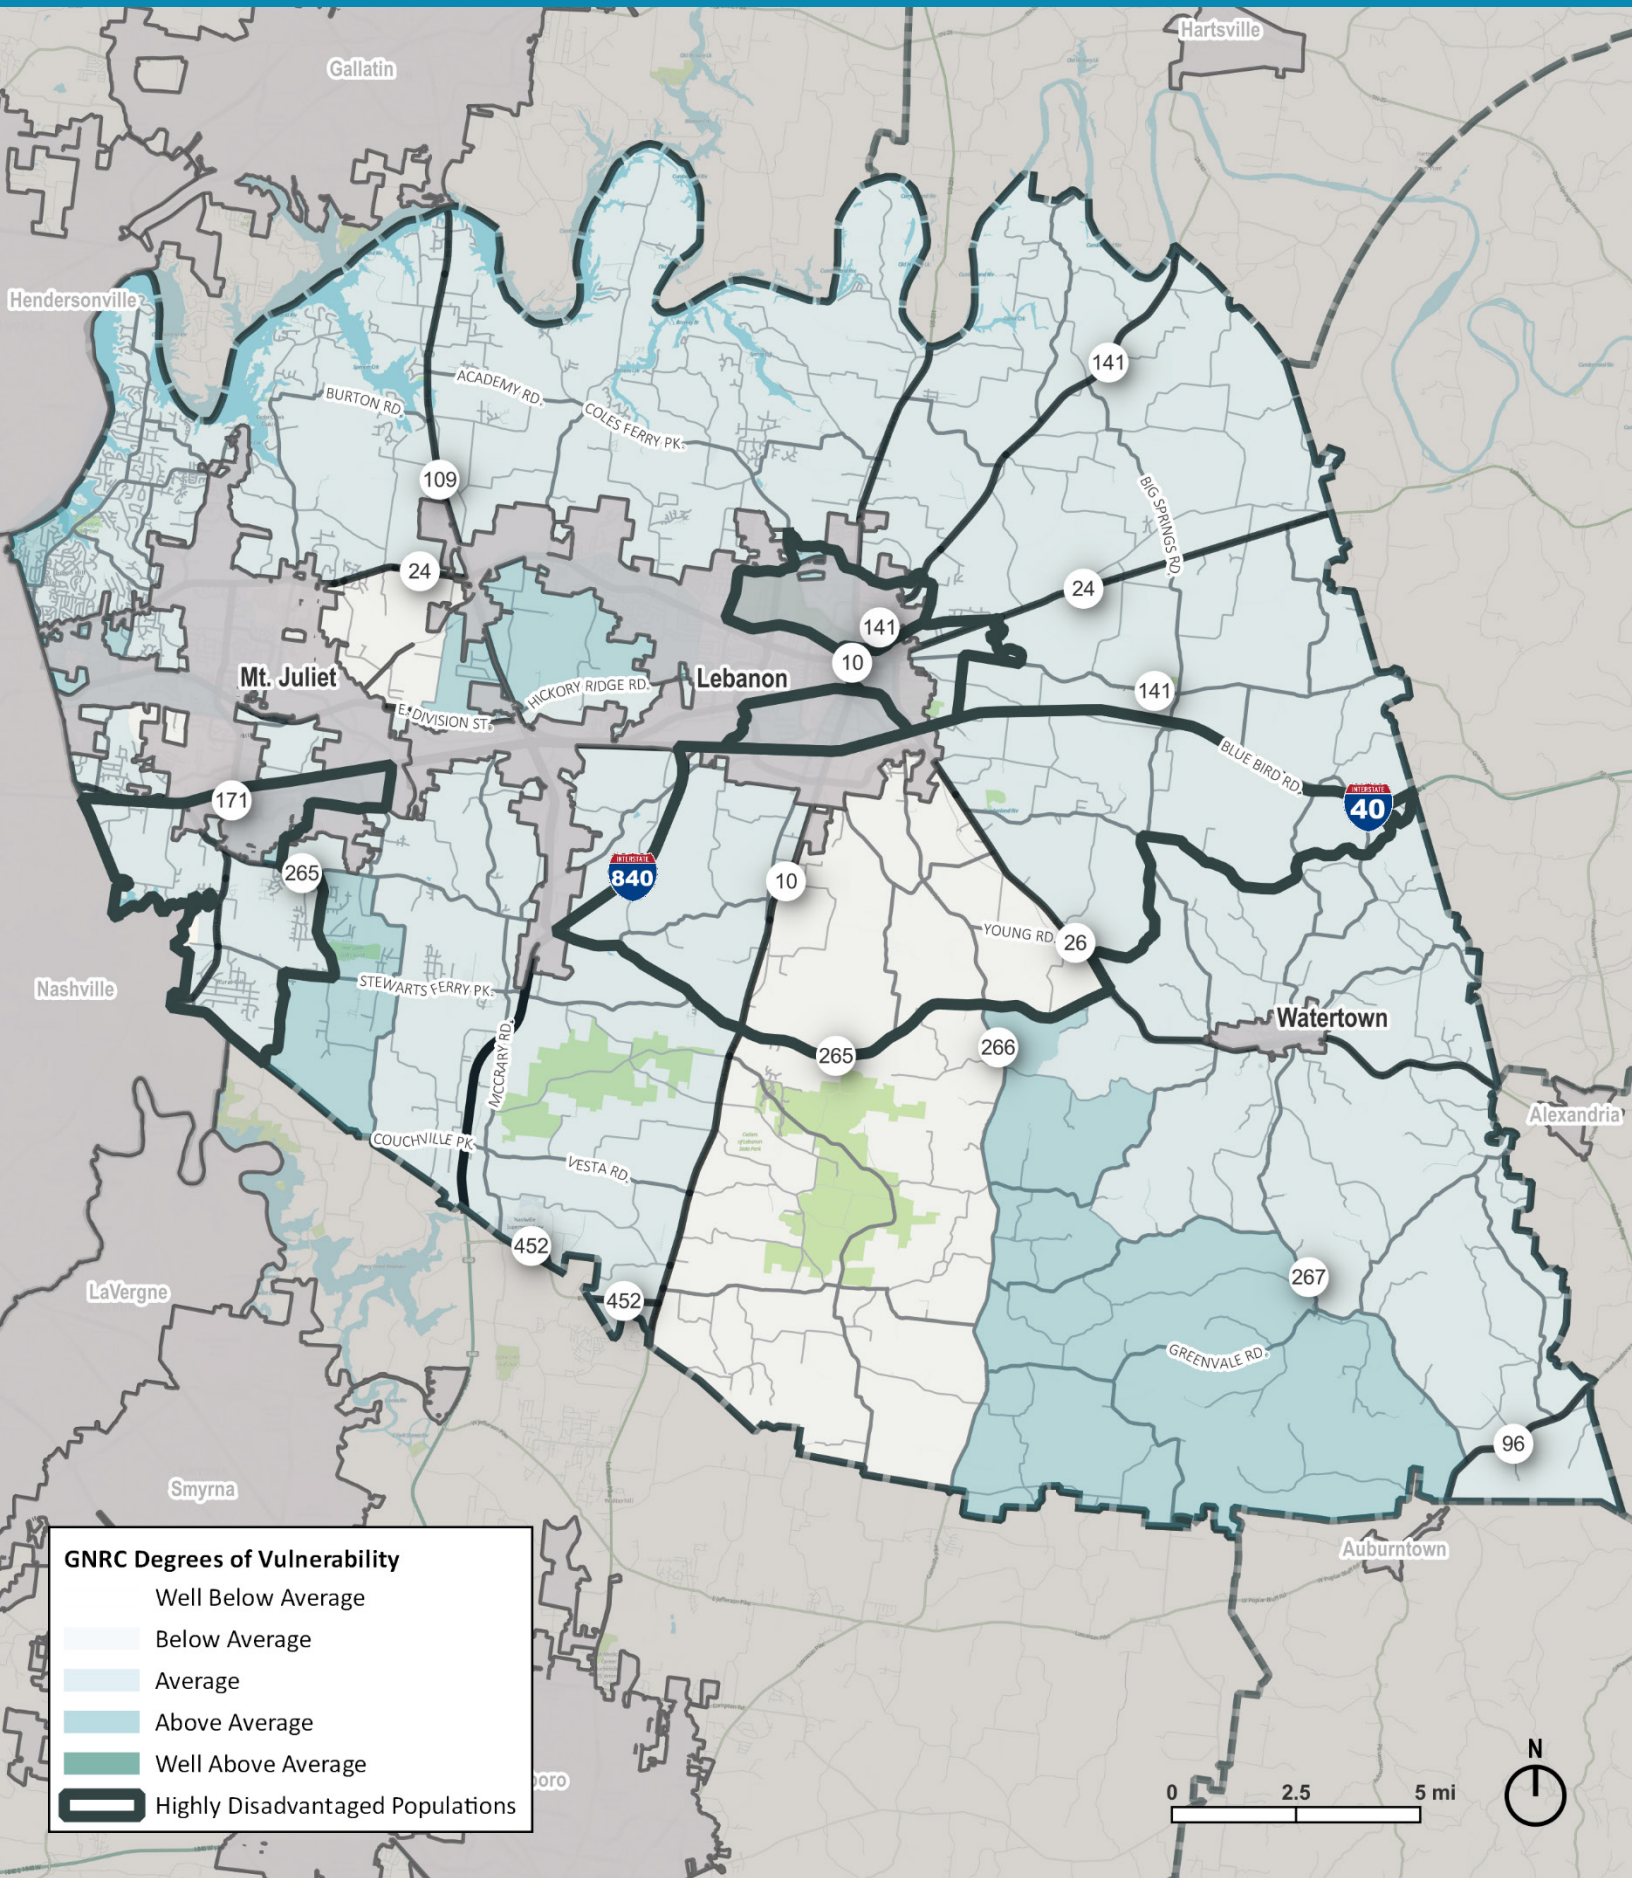 Hartsville
Gallatin
Hendersonville
141
BURTON RD.
ACADEMY RD.
COLES FERRY PK.
109
BIG SPRINGS RD.
24
24
141
10
Mt. Juliet
Lebanon
HICKORY RIDGE RD.
141
E. DIVISION ST.
BLUE BIRD RD.
171
INTERSTATE
40
265
INTERSTATE
840
10
YOUNG RD.
26
Nashville
STEWARTS FERRY PK.
Watertown
MCCRARY RD.
265
266
Alexandria
COUCHVILLE PK
VESTA RD.
452
267
LaVergne
452
GREENVALE RD.
96
Smyrna
Auburntown
GNRC Degrees of Vulnerability
Well Below Average
Below Average
Average
Above Average
Well Above Average
Highly Disadvantaged Populations
boro
N
0 2.5 5 mi